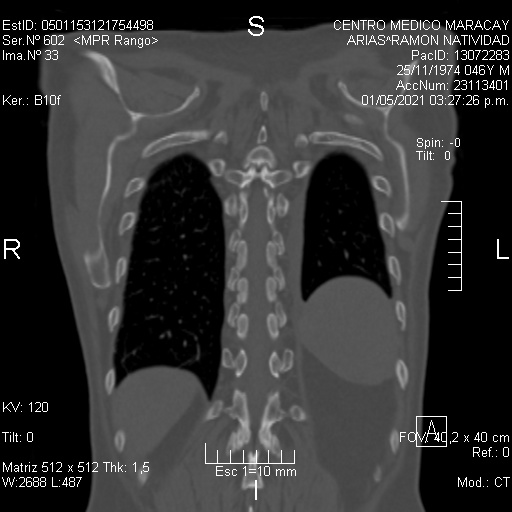 EstID: 0501153121754498
Ser.Nº 602 <MPR Rango>
Ima.Nº 33
Ker.: B10f
S
CENTRO MEDICO MARACAY
ARIAS^RAMON NATIVIDAD
PacID: 13072283
25/11/1974 046Y M
AccNum: 23113401
01/05/2021 03:27:26 p.m.
Spin: -0
Tilt: 0
R
L
KV: 120
Tilt: 0
Matriz 512 x 512 Thk: 1,5
W:2688 L:487
Esc 1=10 mm
I
A
FOV: 40,2 x 40 cm
Ref.: 0
Mod.: CT